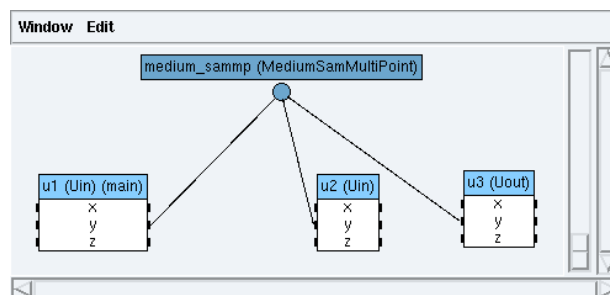 Window Edit
medium_sammp (MediumSamMultiPoint)
u1 (Uin) (main)
x
y
z
u2 (Uin)
x
y
z
u3 (Uout)
x
y
z